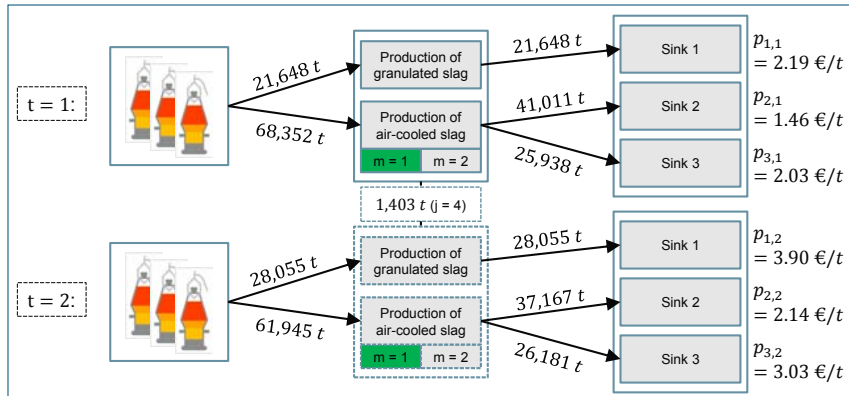 t = 1:
21,648 t
68,352 t
Production of
granulated slag
Production of
air-cooled slag
m = 1
m = 2
21,648 t
41,011 t
25,938 t
Sink 1
Sink 2
Sink 3
p1,1
= 2.19 €/t
p2,1
= 1.46 €/t
p3,1
= 2.03 €/t
1,403 t (j = 4)
t = 2:
28,055 t
61,945 t
Production of
granulated slag
Production of
air-cooled slag
m = 1
m = 2
28,055 t
37,167 t
26,181 t
Sink 1
Sink 2
Sink 3
p1,2
= 3.90 €/t
p2,2
= 2.14 €/t
p3,2
= 3.03 €/t